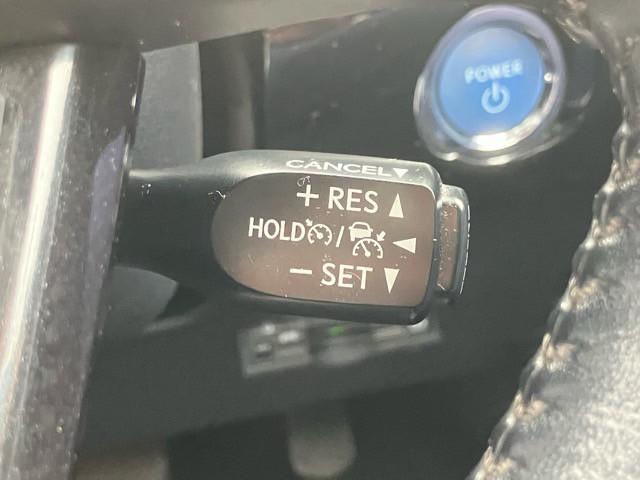 POWER
CANCEL▼
+ RES ▲
HOLD / ◀
− SET ▼